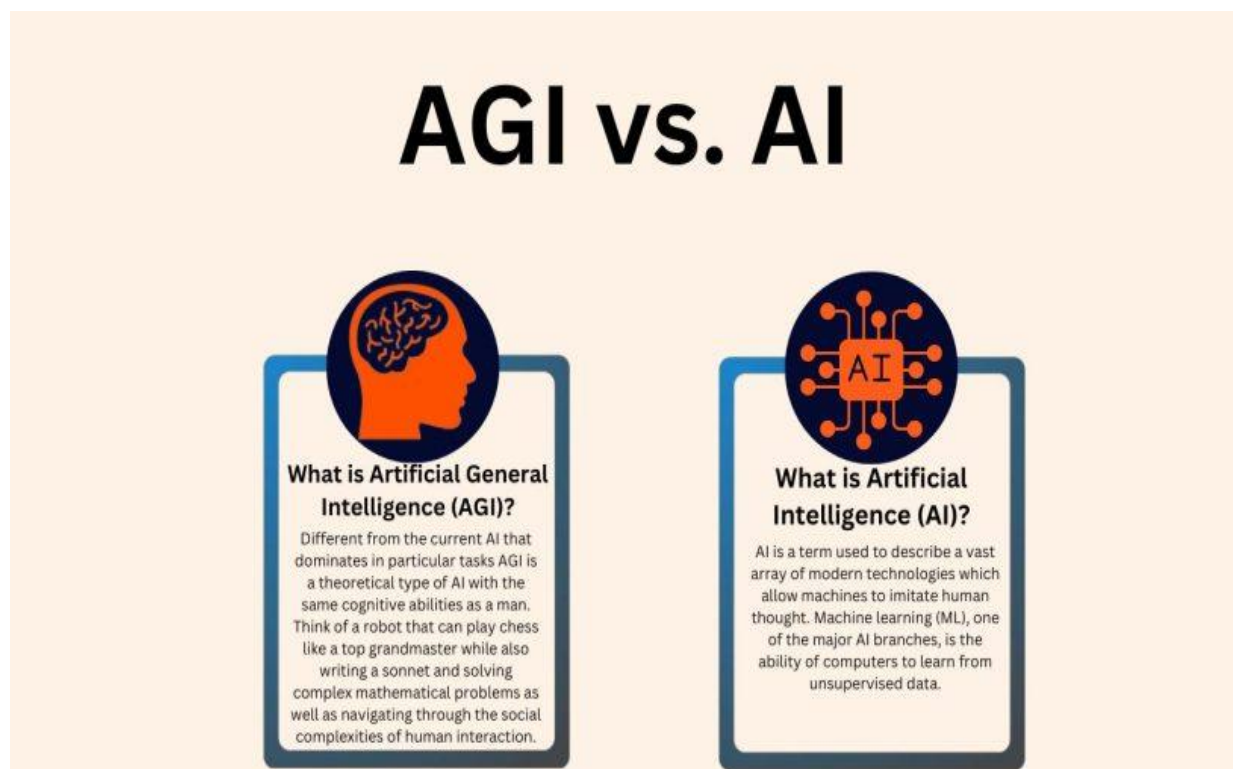 AGI vs. AI
What is Artificial General
Intelligence (AGI)?
Different from the current AI that
dominates in particular tasks AGI is
a theoretical type of AI with the
same cognitive abilities as a man.
Think of a robot that can play chess
like a top grandmaster while also
writing a sonnet and solving
complex mathematical problems as
well as navigating through the social
complexities of human interaction.
AI
What is Artificial
Intelligence (AI)?
AI is a term used to describe a vast
array of modern technologies which
allow machines to imitate human
thought. Machine learning (ML), one
of the major AI branches, is the
ability of computers to learn from
unsupervised data.